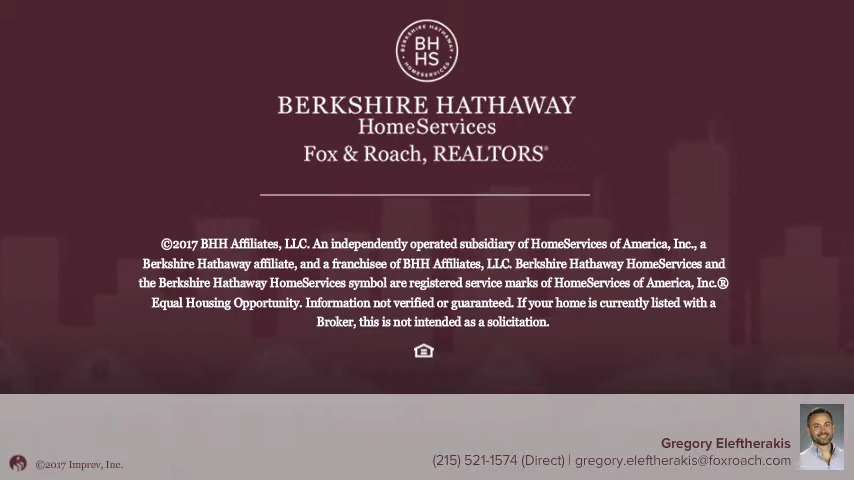 BERKSHIRE HATHAWAY
HOMESERVICES
BH
HS
BERKSHIRE HATHAWAY
HomeServices
Fox & Roach, REALTORS®
©2017 BHH Affiliates, LLC. An independently operated subsidiary of HomeServices of America, Inc., a
Berkshire Hathaway affiliate, and a franchisee of BHH Affiliates, LLC. Berkshire Hathaway HomeServices and
the Berkshire Hathaway HomeServices symbol are registered service marks of HomeServices of America, Inc.®
Equal Housing Opportunity. Information not verified or guaranteed. If your home is currently listed with a
Broker, this is not intended as a solicitation.
Gregory Eleftherakis
(215) 521-1574 (Direct) | gregory.eleftherakis@foxroach.com
©2017 Imprev, Inc.